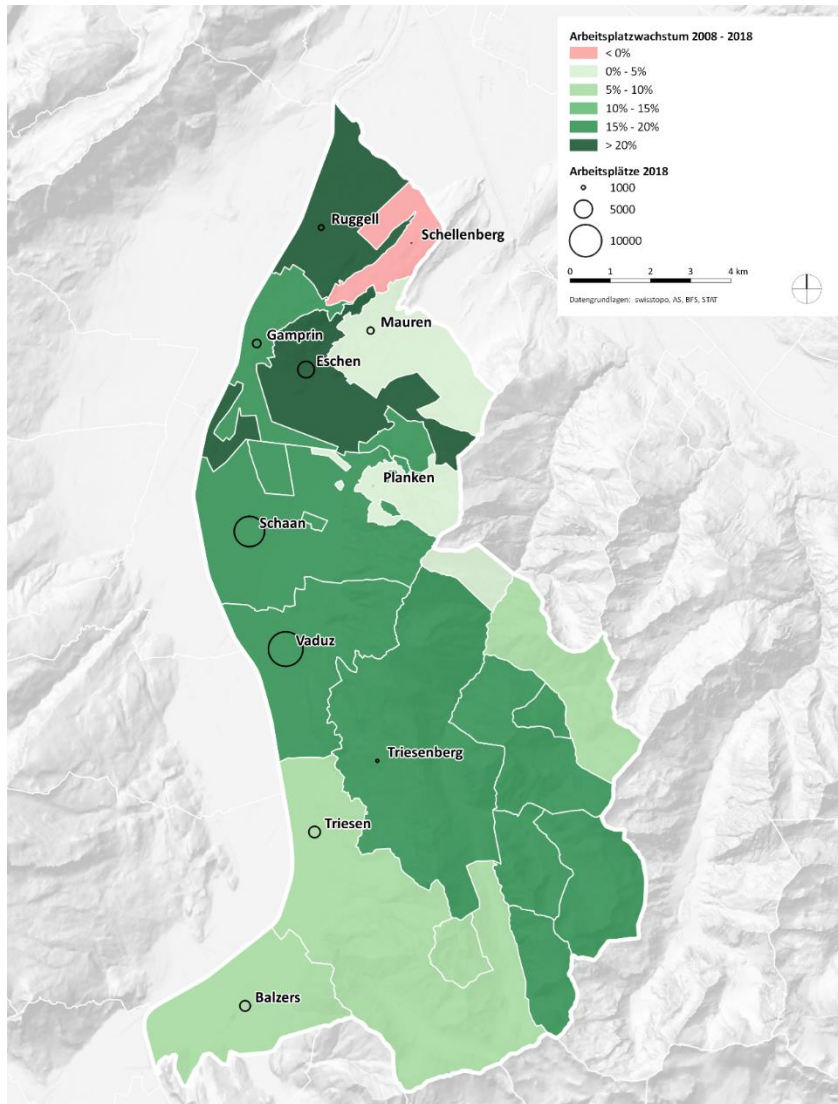 Arbeitsplatzwachstum 2008 - 2018
< 0%
0% - 5%
5% - 10%
10% - 15%
15% - 20%
> 20%
Arbeitsplätze 2018
1000
5000
10000
0 1 2 3 4 km
Datengrundlagen: swisstopo, AS, BFS, STAT
Ruggell
Schellenberg
Mauren
Gamprin
Eschen
Planken
Schaan
Vaduz
Triesenberg
Triesen
Balzers